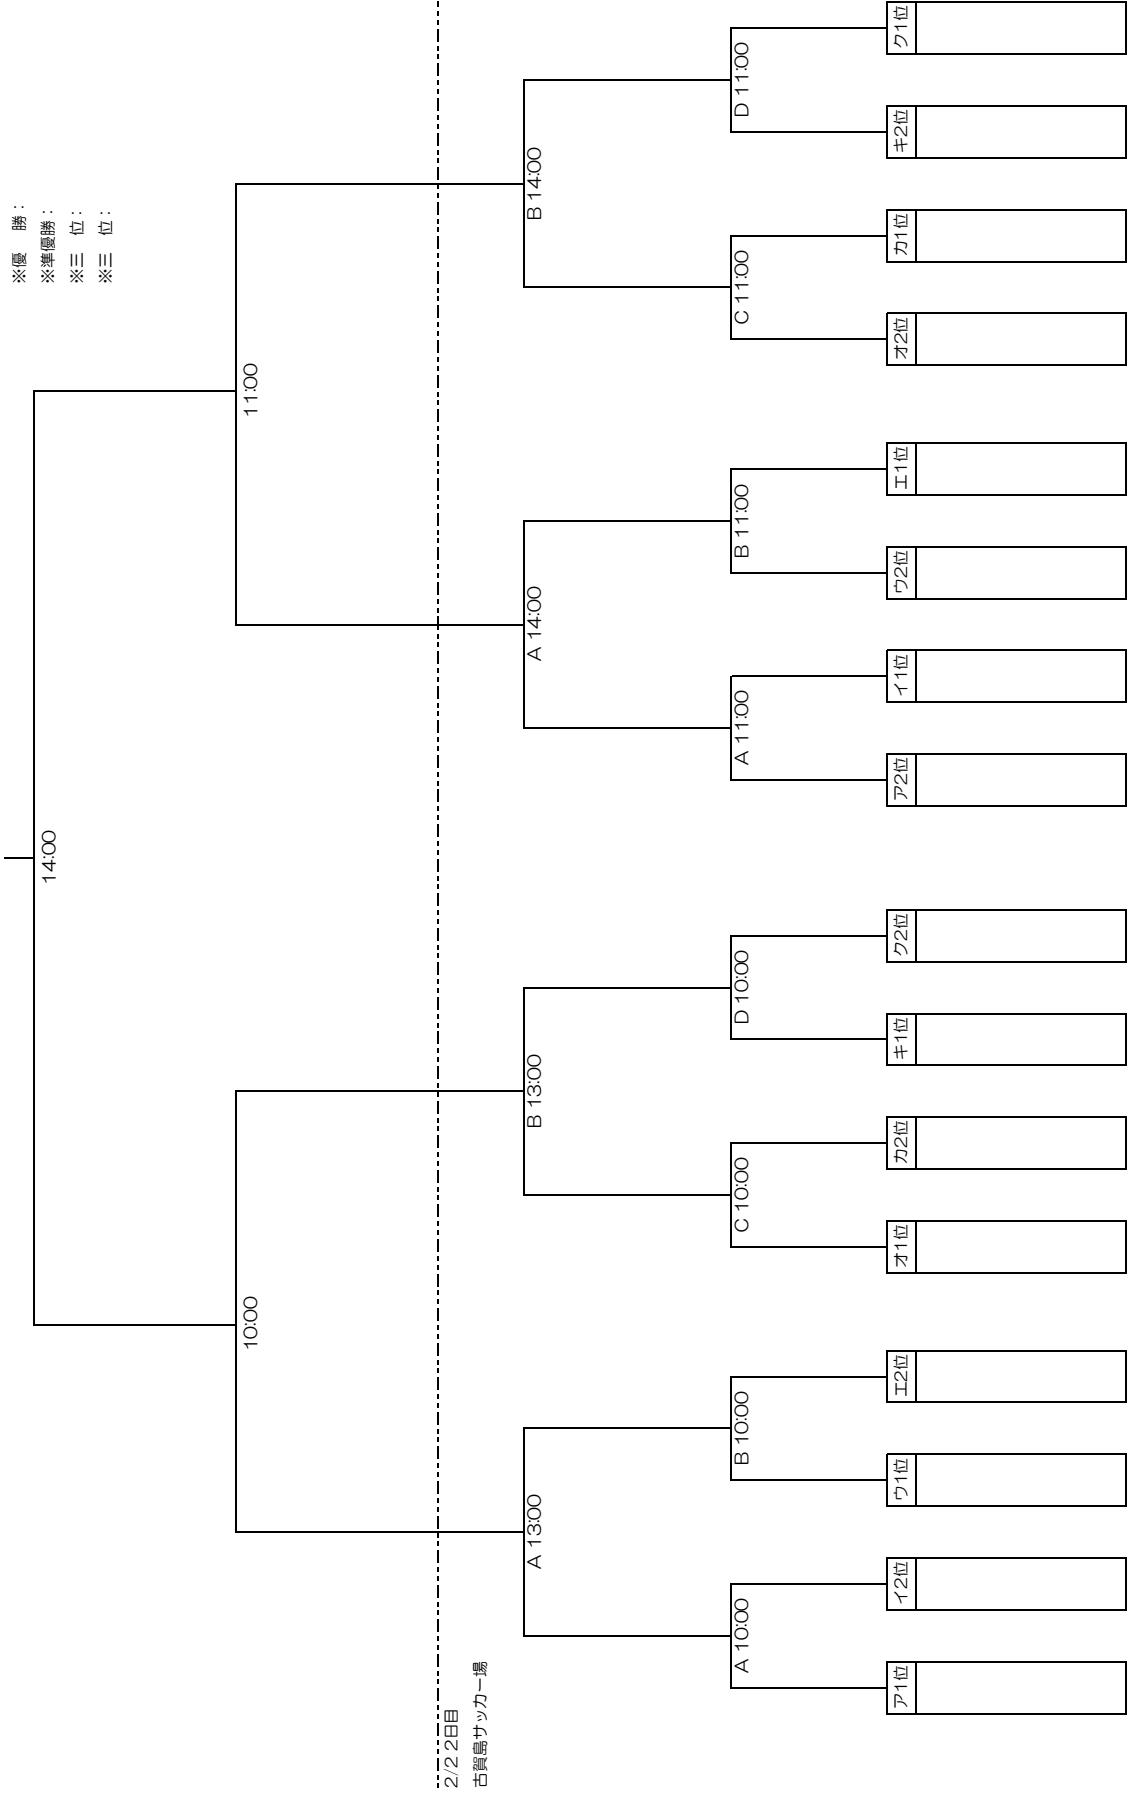 ※優　勝：
※準優勝：
※三　位：
※三　位：
14:00
10:00
11:00
2/2 2日目
古賀島サッカー場
A 13:00
B 13:00
A 14:00
B 14:00
A 10:00
B 10:00
C 10:00
D 10:00
A 11:00
B 11:00
C 11:00
D 11:00
ア1位
イ2位
ウ1位
エ2位
オ1位
カ2位
キ1位
ク2位
ア2位
イ1位
ウ2位
エ1位
オ2位
カ1位
キ2位
ク1位